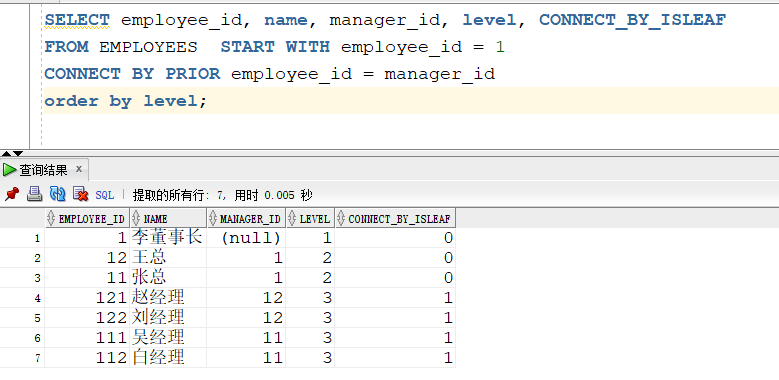 SELECT employee_id, name, manager_id, level, CONNECT_BY_ISLEAF
FROM EMPLOYEES  START WITH employee_id = 1
CONNECT BY PRIOR employee_id = manager_id
order by level;
查询结果 x
SQL | 提取的所有行: 7, 用时 0.005 秒
EMPLOYEE_ID NAME MANAGER_ID LEVEL CONNECT_BY_ISLEAF
1 1 李董事长 (null) 1 0
2 12 王总 1 2 0
3 11 张总 1 2 0
4 121 赵经理 12 3 1
5 122 刘经理 12 3 1
6 111 吴经理 11 3 1
7 112 白经理 11 3 1